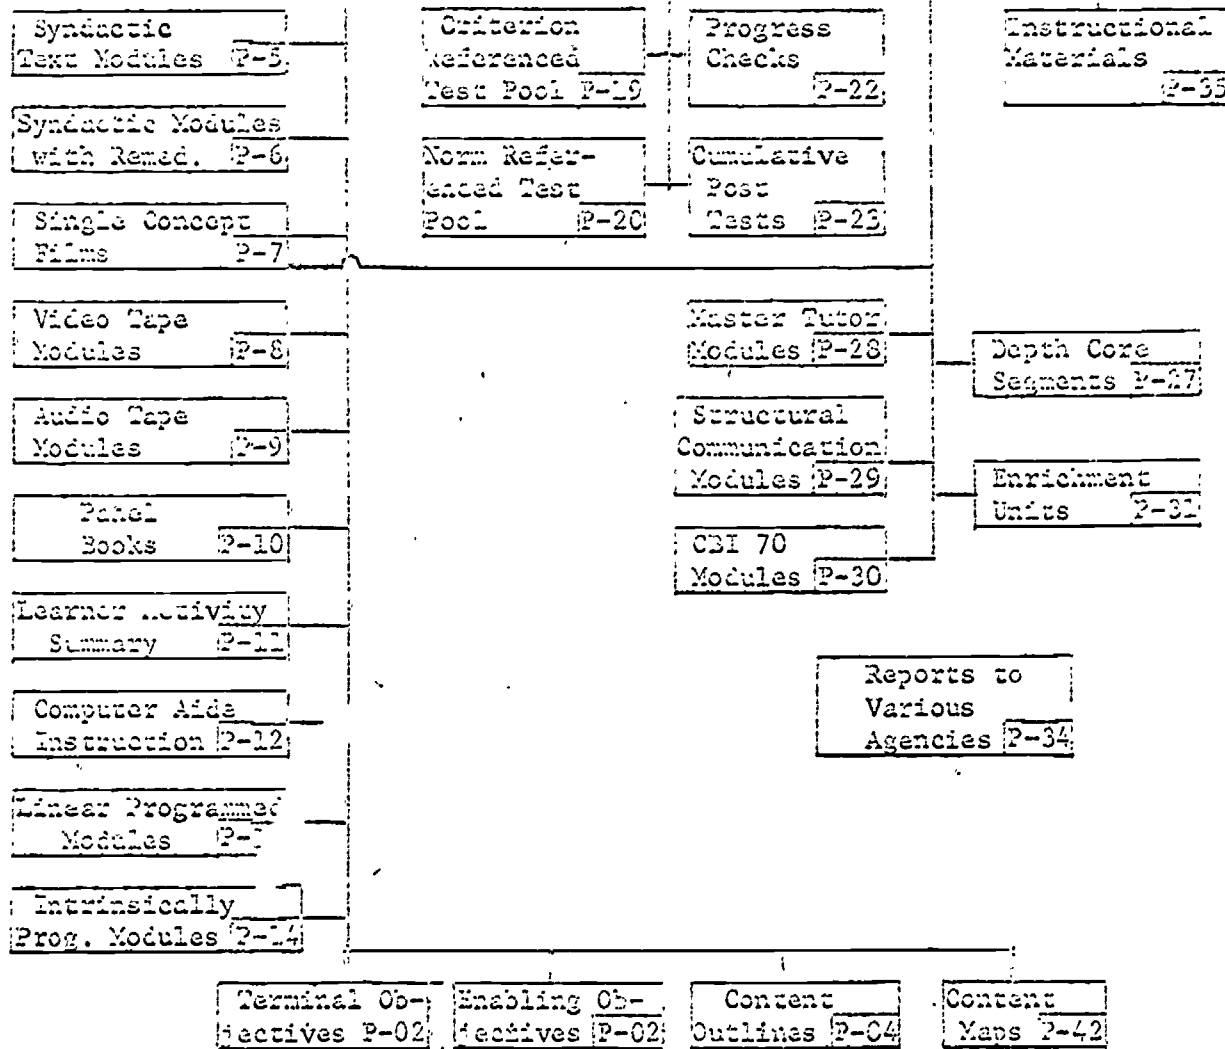 Syndactic
Text Modules P-5
Criterion
Referenced
Test Pool P-19
Progress
Checks
P-22
Instructional
Materials
P-35
Syndactic Modules
with Remed. P-6
Norm Refer-
enced Test
Pool P-20
Cumulative
Post
Tests P-23
Single Concept
Films P-7
Video Tape
Modules P-8
Master Tutor
Modules P-28
Depth Core
Segments P-27
Audio Tape
Modules P-9
Structural
Communication
Modules P-29
Enrichment
Units P-31
Panel
Books P-10
CBI 70
Modules P-30
Learner
Summary P-11
Reports to
Various
Agencies P-34
Computer Aide
Instruction P-12
Linear Programmed
Modules
Intrinsically
Prog. Modules P-14
Terminal Ob-
jectives P-02
Enabling Ob-
jectives P-02
Content
Outlines P-04
Content
Maps P-42